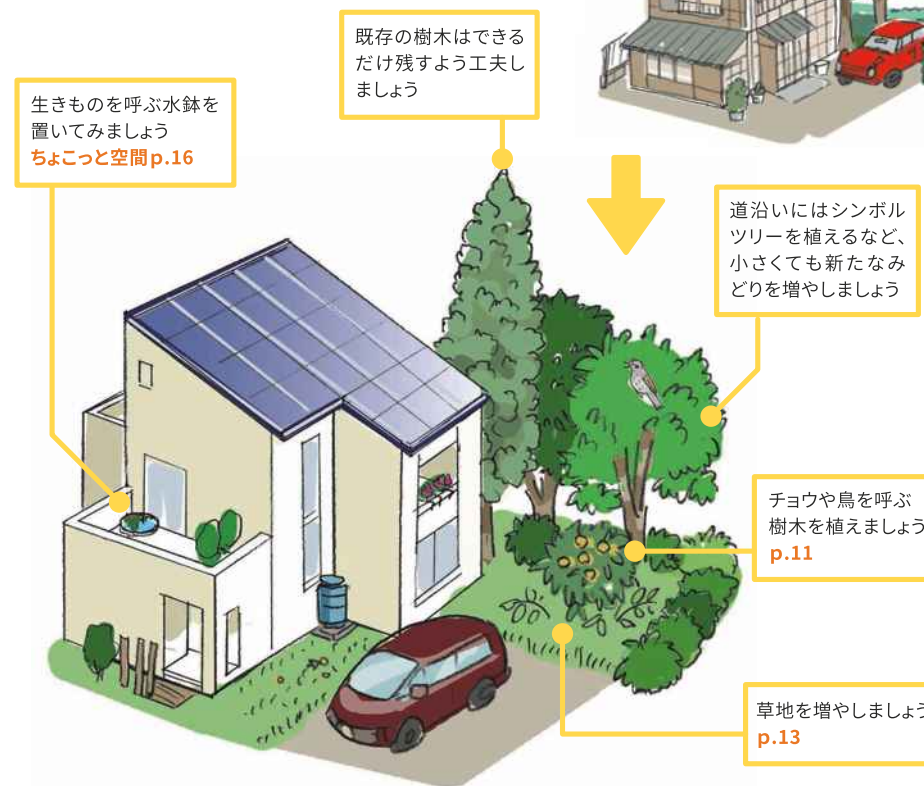 既存の樹木はできる
だけ残すよう工夫し
ましょう
生きものを呼ぶ水鉢を
置いてみましょう
ちょこっと空間p.16
道沿いにはシンボル
ツリーを植えるなど、
小さくても新たなみ
どりを増やしましょう
チョウや鳥を呼ぶ
樹木を植えましょう
p.11
草地を増やしましょう
p.13